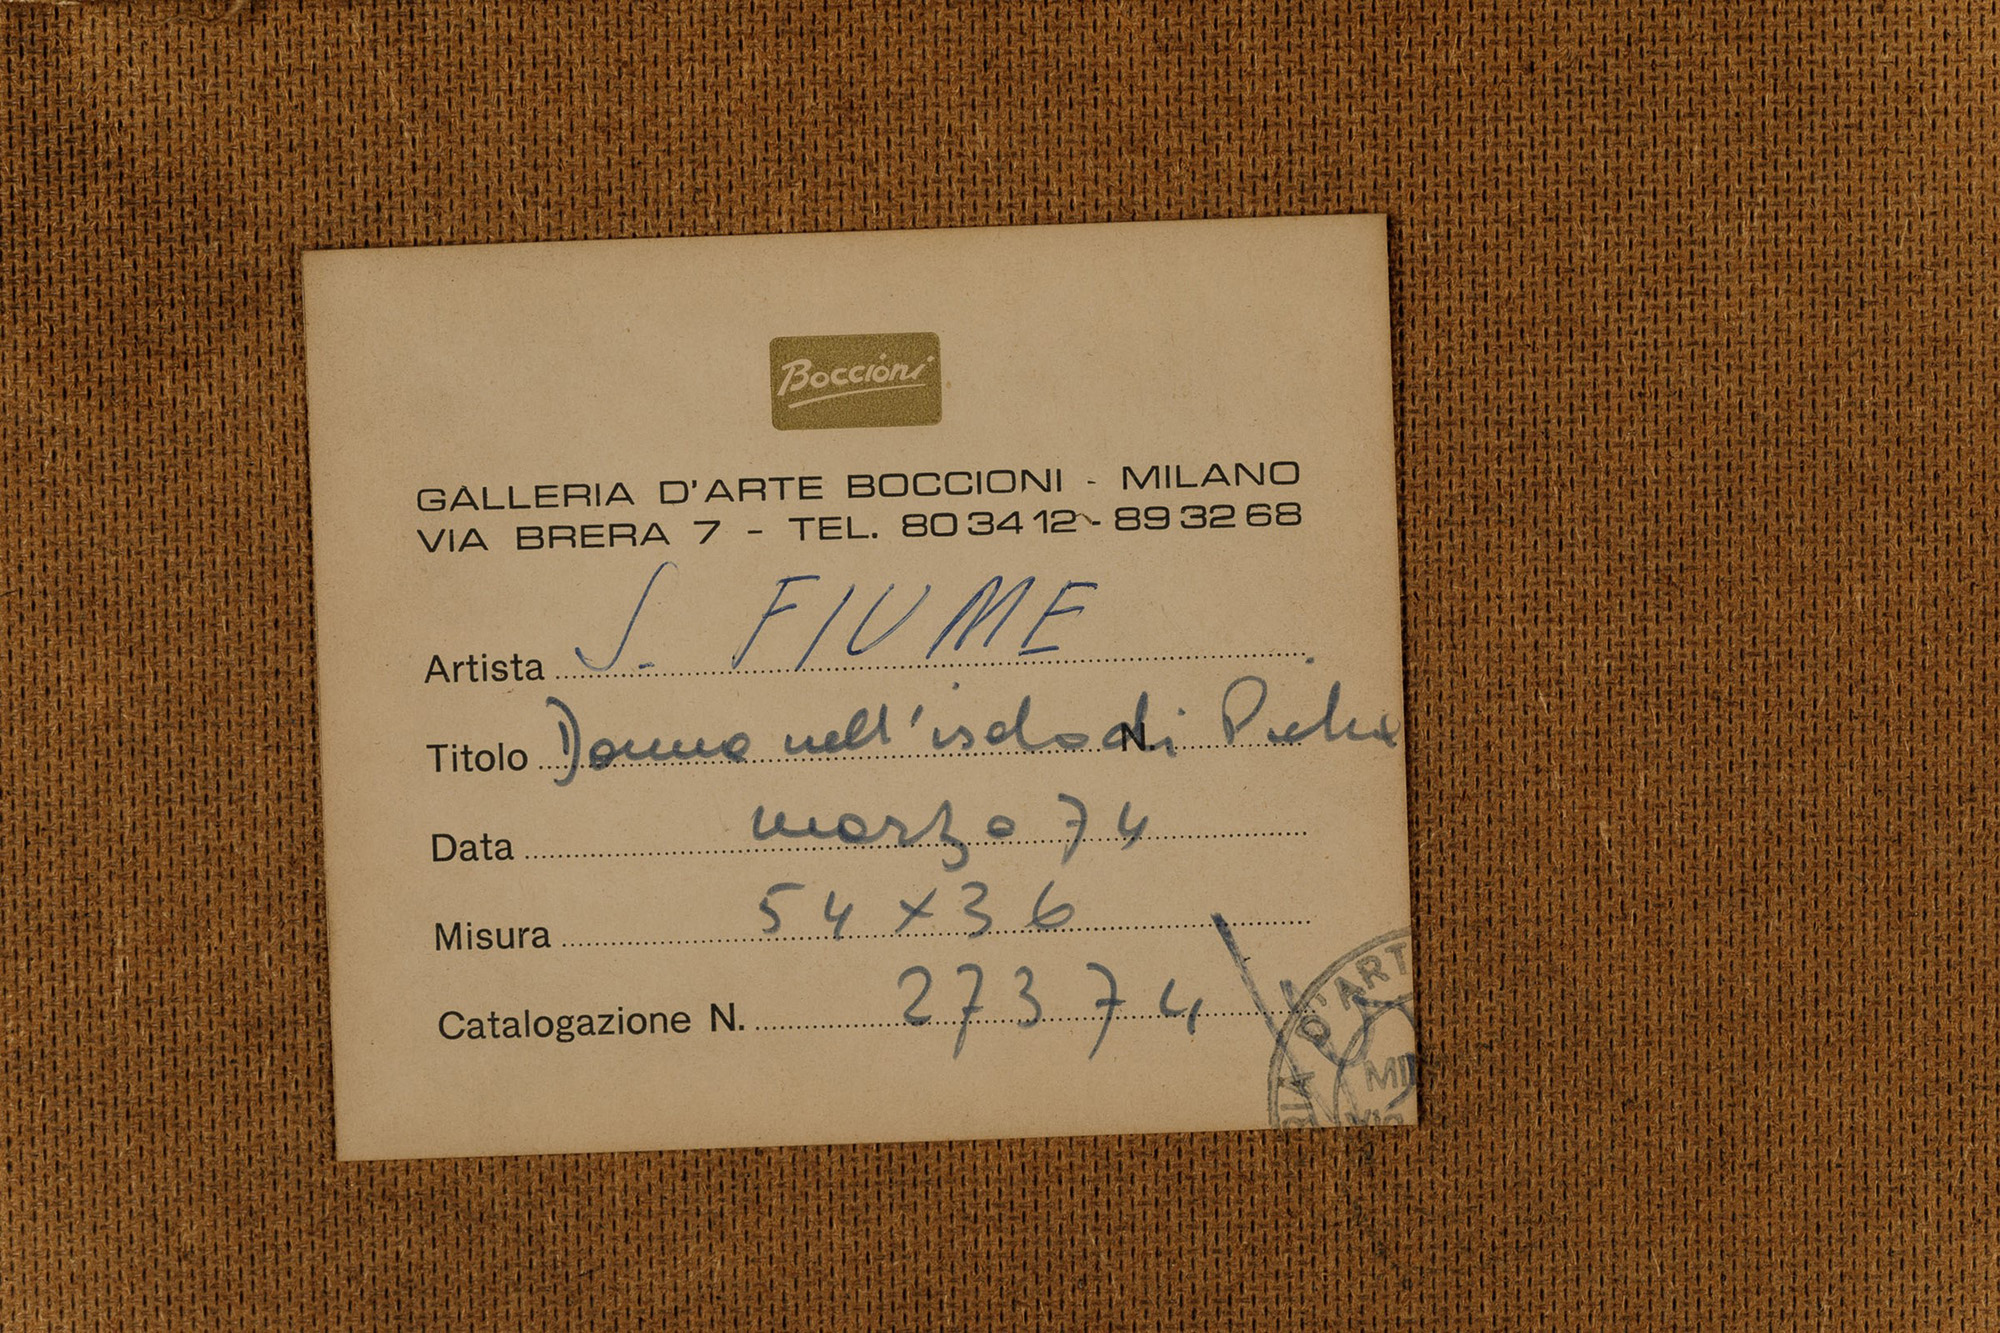 Boccioni
GALLERIA D'ARTE BOCCIONI - MILANO
VIA BRERA 7 - TEL. 80 34 12 - 89 32 68
Artista S. FIUME
Titolo Donna nell'isola di N.
Data marzo 74
Misura 54 x 36
Catalogazione N. 27374
D'ART